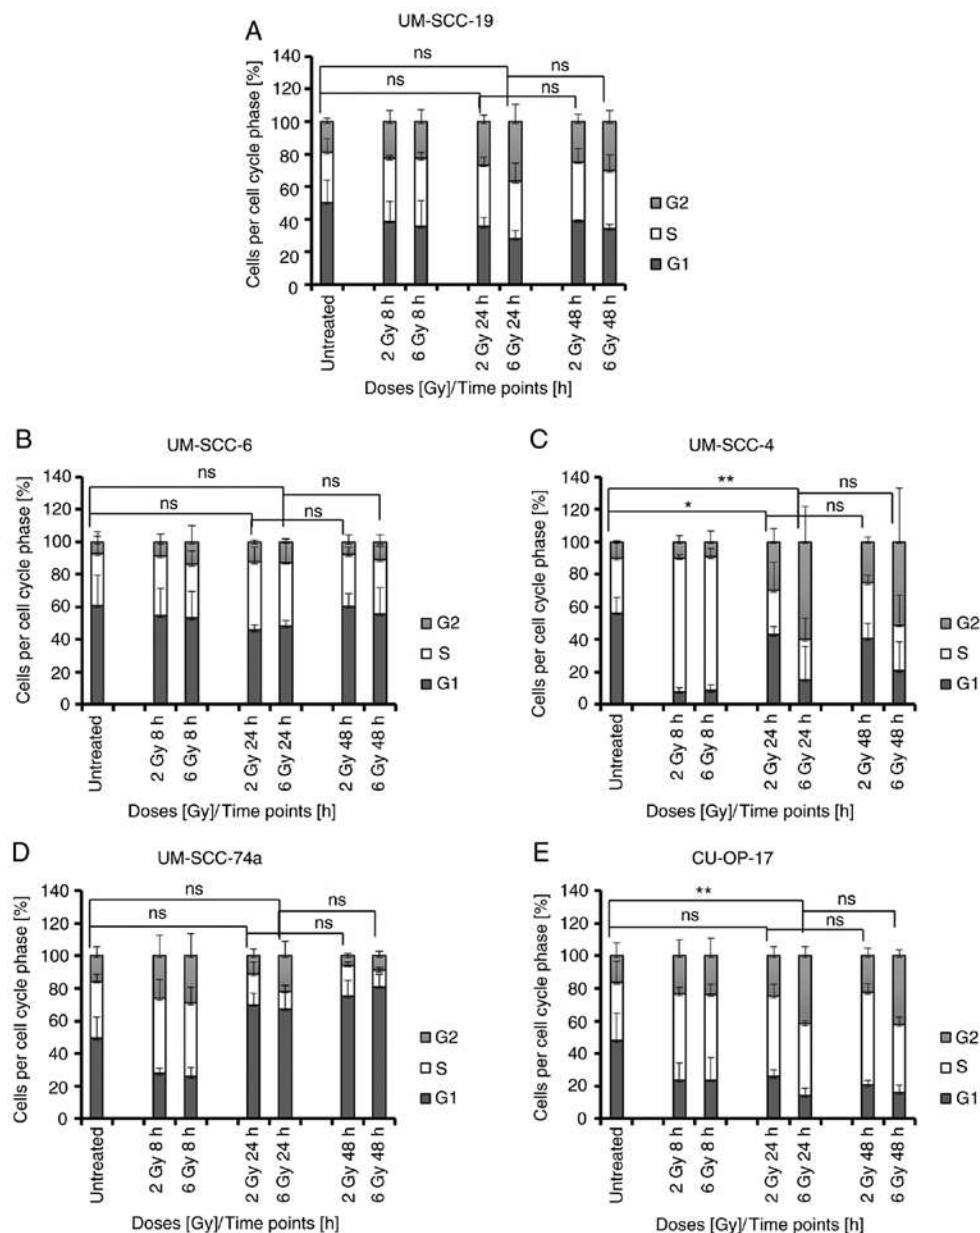 A
UM-SCC-19
Cells per cell cycle phase [%]
140
120
100
80
60
40
20
0
ns
ns
ns
ns
G2
S
G1
Untreated
2 Gy 8 h
6 Gy 8 h
2 Gy 24 h
6 Gy 24 h
2 Gy 48 h
6 Gy 48 h
Doses [Gy]/Time points [h]
B
UM-SCC-6
Cells per cell cycle phase [%]
140
120
100
80
60
40
20
0
ns
ns
ns
ns
G2
S
G1
Untreated
2 Gy 8 h
6 Gy 8 h
2 Gy 24 h
6 Gy 24 h
2 Gy 48 h
6 Gy 48 h
Doses [Gy]/Time points [h]
C
UM-SCC-4
Cells per cell cycle phase [%]
140
120
100
80
60
40
20
0
**
ns
*
ns
G2
S
G1
Untreated
2 Gy 8 h
6 Gy 8 h
2 Gy 24 h
6 Gy 24 h
2 Gy 48 h
6 Gy 48 h
Doses [Gy]/Time points [h]
D
UM-SCC-74a
Cells per cell cycle phase [%]
140
120
100
80
60
40
20
0
ns
ns
ns
ns
G2
S
G1
Untreated
2 Gy 8 h
6 Gy 8 h
2 Gy 24 h
6 Gy 24 h
2 Gy 48 h
6 Gy 48 h
Doses [Gy]/Time points [h]
E
CU-OP-17
Cells per cell cycle phase [%]
140
120
100
80
60
40
20
0
**
ns
ns
ns
G2
S
G1
Untreated
2 Gy 8 h
6 Gy 8 h
2 Gy 24 h
6 Gy 24 h
2 Gy 48 h
6 Gy 48 h
Doses [Gy]/Time points [h]